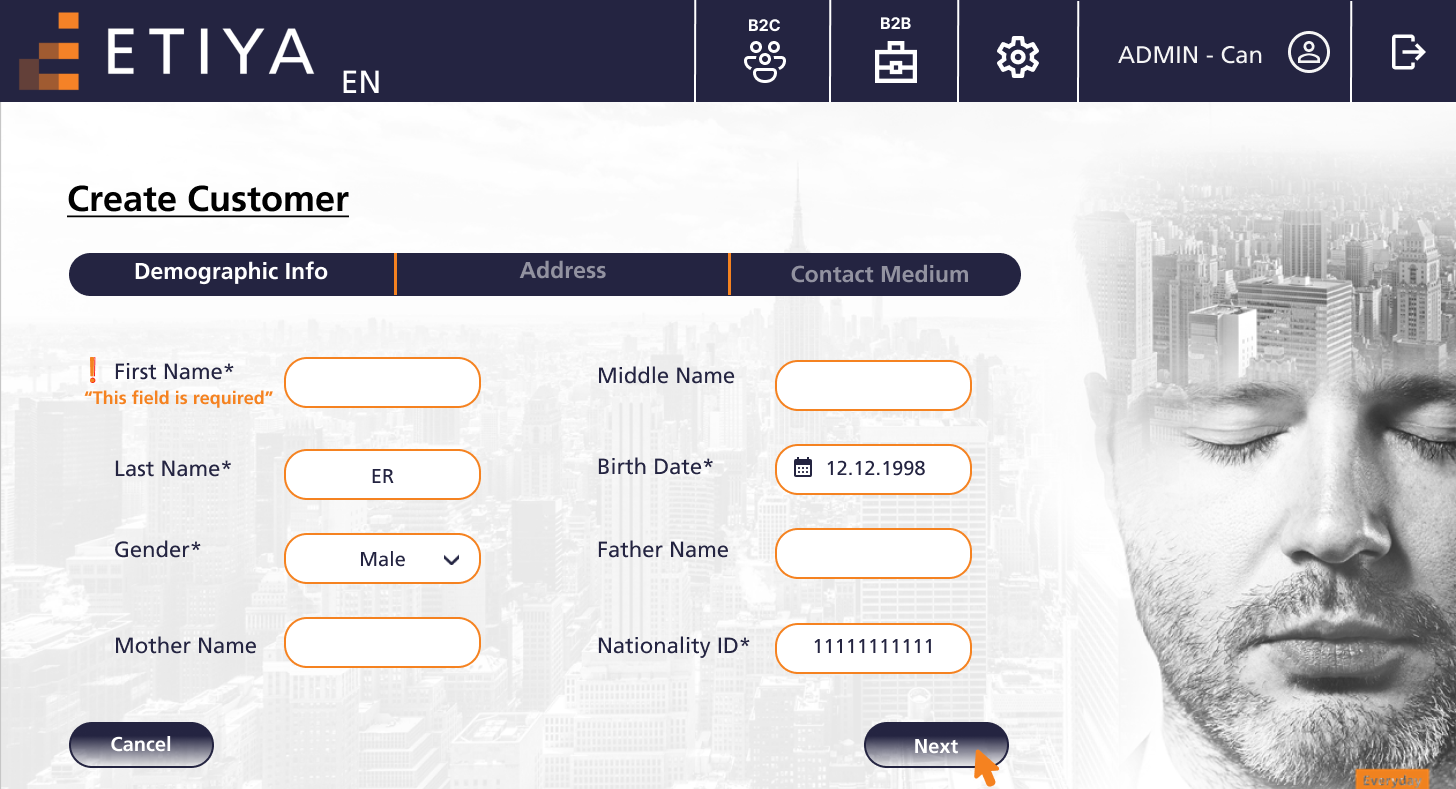 ETIYA
EN
B2C
B2B
ADMIN - Can
Create Customer
Demographic Info
Address
Contact Medium
❗ First Name*
“This field is required”
Middle Name
Last Name*
ER
Birth Date*
12.12.1998
Gender*
Male
Father Name
Mother Name
Nationality ID*
11111111111
Cancel
Next